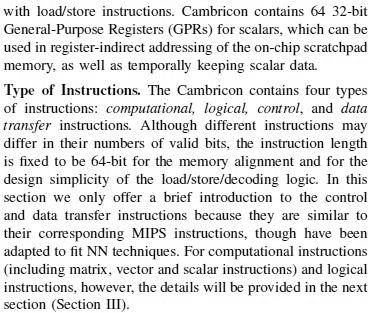 with load/store instructions. Cambricon contains 64 32-bit
General-Purpose Registers (GPRs) for scalars, which can be
used in register-indirect addressing of the on-chip scratchpad
memory, as well as temporally keeping scalar data.
Type of Instructions. The Cambricon contains four types
of instructions: computational, logical, control, and data
transfer instructions. Although different instructions may
differ in their numbers of valid bits, the instruction length
is fixed to be 64-bit for the memory alignment and for the
design simplicity of the load/store/decoding logic. In this
section we only offer a brief introduction to the control
and data transfer instructions because they are similar to
their corresponding MIPS instructions, though have been
adapted to fit NN techniques. For computational instructions
(including matrix, vector and scalar instructions) and logical
instructions, however, the details will be provided in the next
section (Section III).